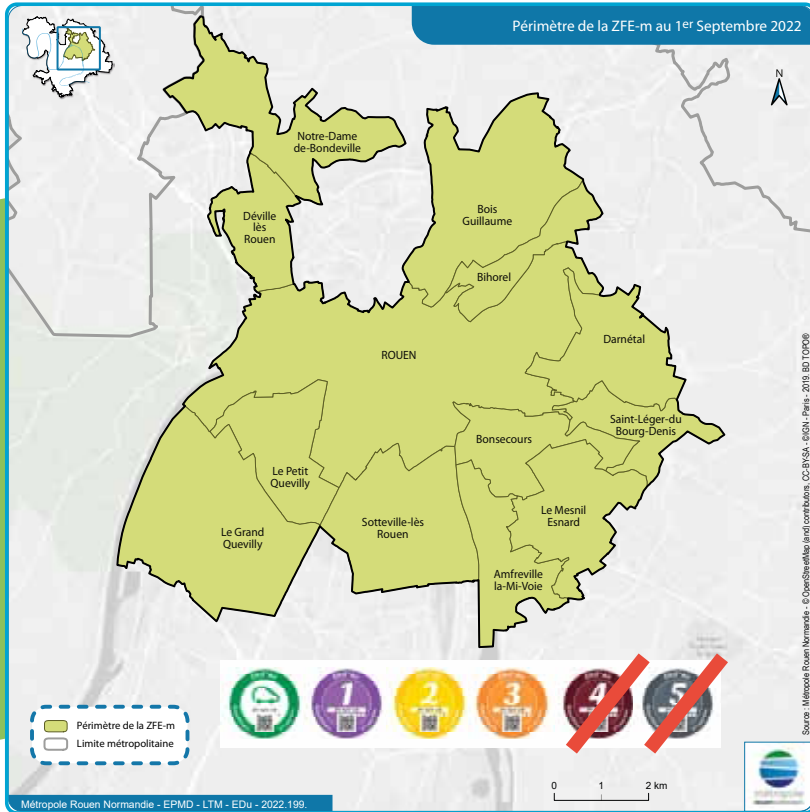 Périmètre de la ZFE-m au 1er Septembre 2022
N
Notre-Dame
de-Bondeville
Déville
lès
Rouen
Bois
Guillaume
Bihorel
Darnétal
ROUEN
Saint-Léger-du
Bourg-Denis
Bonsecours
Le Petit
Quevilly
Le Mesnil
Esnard
Le Grand
Quevilly
Sotteville-lès
Rouen
Amfreville
la-Mi-Voie
1
2
3
4
5
Périmètre de la ZFE-m
Limite métropolitaine
0 1 2 km
métropole
Métropole Rouen Normandie - EPMD - LTM - EDu - 2022.199.
Source : Métropole Rouen Normandie - © OpenStreetMap (and) contributors, CC-BY-SA - ©IGN - Paris - 2019, BD TOPO®